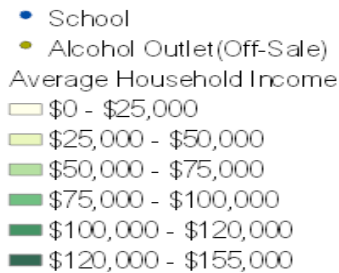 School
Alcohol Outlet(Off-Sale)
Average Household Income
$0 - $25,000
$25,000 - $50,000
$50,000 - $75,000
$75,000 - $100,000
$100,000 - $120,000
$120,000 - $155,000